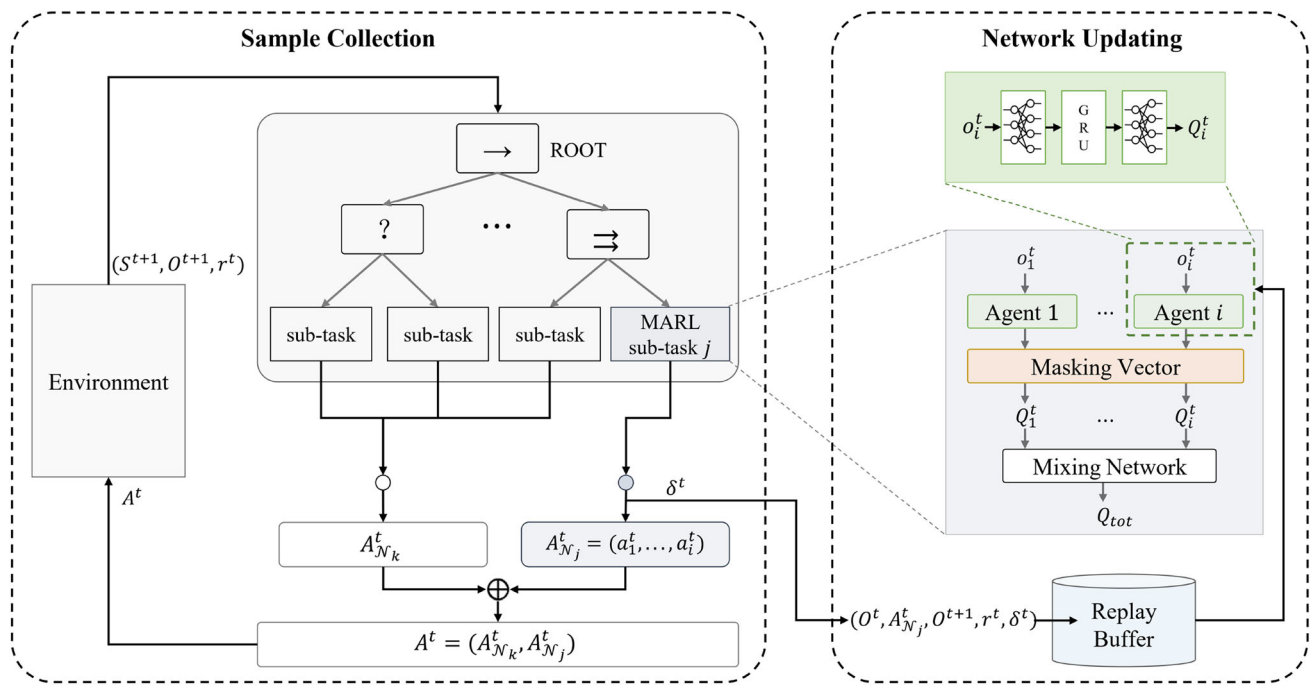 Sample Collection
→ ROOT
? ⋯ ⇉
sub-task
sub-task
sub-task
MARL
sub-task j
(S^{t+1}, O^{t+1}, r^t)
Environment
A^t
δ^t
A^t_{𝒩_k}
A^t_{𝒩_j} = (a^t_1, ..., a^t_i)
⊕
A^t = (A^t_{𝒩_k}, A^t_{𝒩_j})
Network Updating
o^t_i
G
R
U
Q^t_i
o^t_1
o^t_i
Agent 1 ... Agent i
Masking Vector
Q^t_1 ... Q^t_i
Mixing Network
Q_{tot}
(O^t, A^t_{𝒩_j}, O^{t+1}, r^t, δ^t)
Replay
Buffer